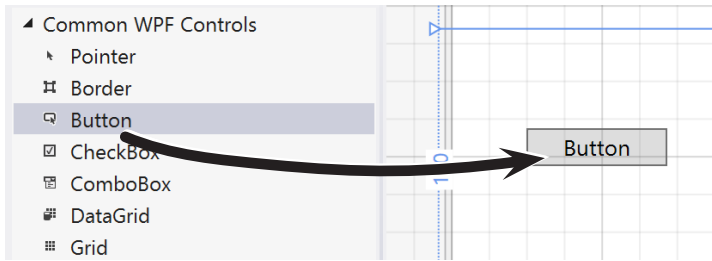 Common WPF Controls
Pointer
Border
Button
CheckBox
ComboBox
DataGrid
Grid
Button